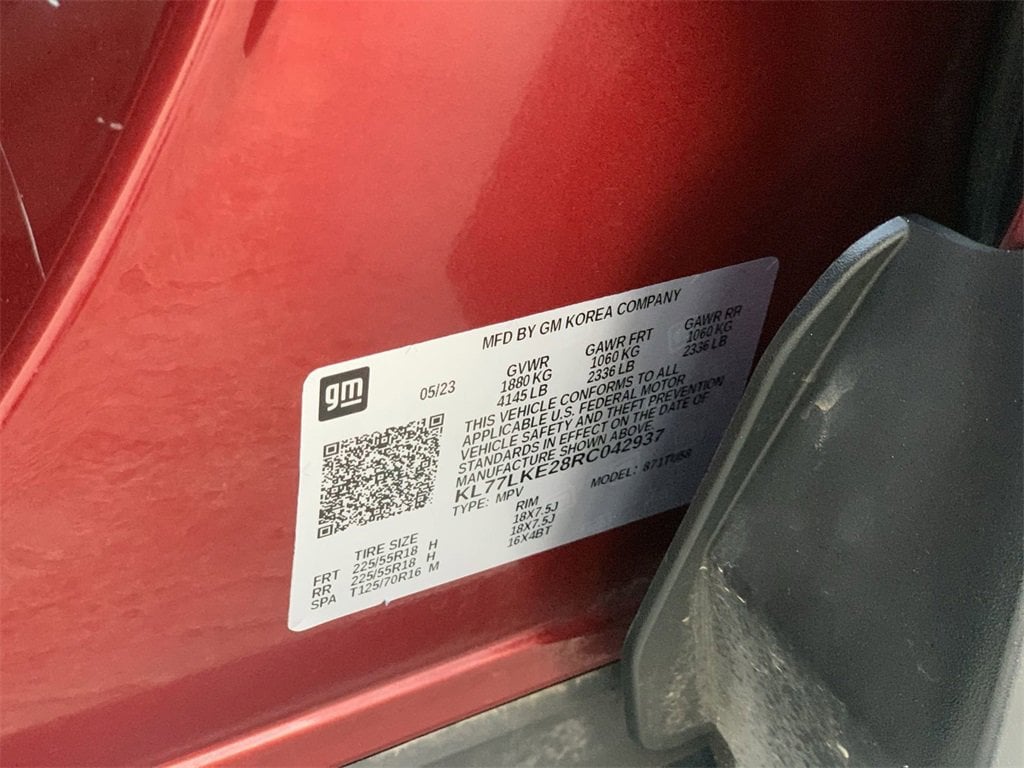 MFD BY GM KOREA COMPANY
gm
05/23
GVWR GAWR FRT GAWR RR
1880 KG 1060 KG 1060 KG
4145 LB 2336 LB 2336 LB
THIS VEHICLE CONFORMS TO ALL
APPLICABLE U.S. FEDERAL MOTOR
VEHICLE SAFETY AND THEFT PREVENTION
STANDARDS IN EFFECT ON THE DATE OF
MANUFACTURE SHOWN ABOVE.
KL77LKE28RC042937
TYPE: MPV MODEL: 871TU58
TIRE SIZE RIM
FRT 225/55R18 H 18X7.5J
RR 225/55R18 H 18X7.5J
SPA T125/70R16 M 16X4BT